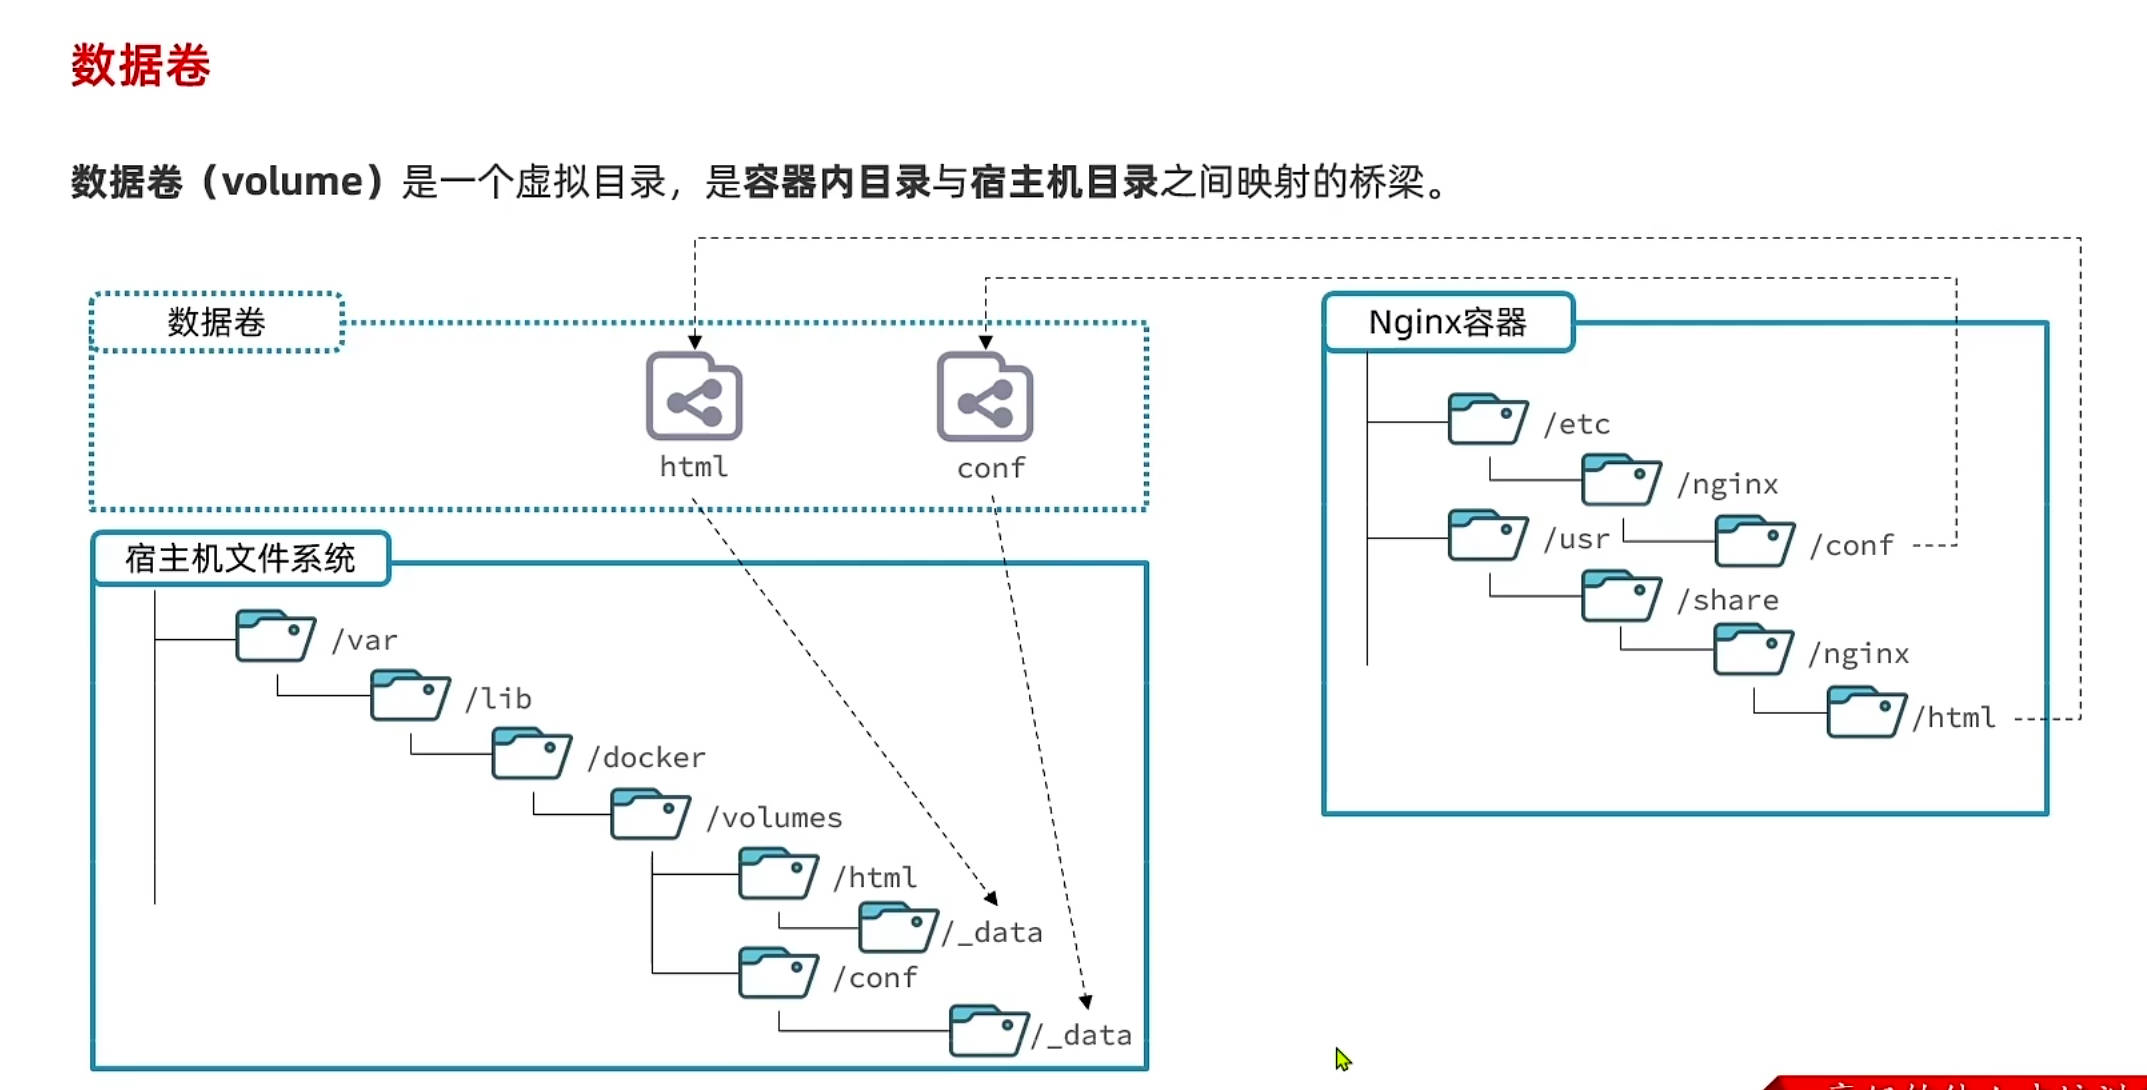 数据卷
数据卷（volume）是一个虚拟目录，是容器内目录与宿主机目录之间映射的桥梁。
数据卷
html
conf
宿主机文件系统
/var
/lib
/docker
/volumes
/html
/_data
/conf
/_data
Nginx容器
/etc
/nginx
/conf
/usr
/share
/nginx
/html